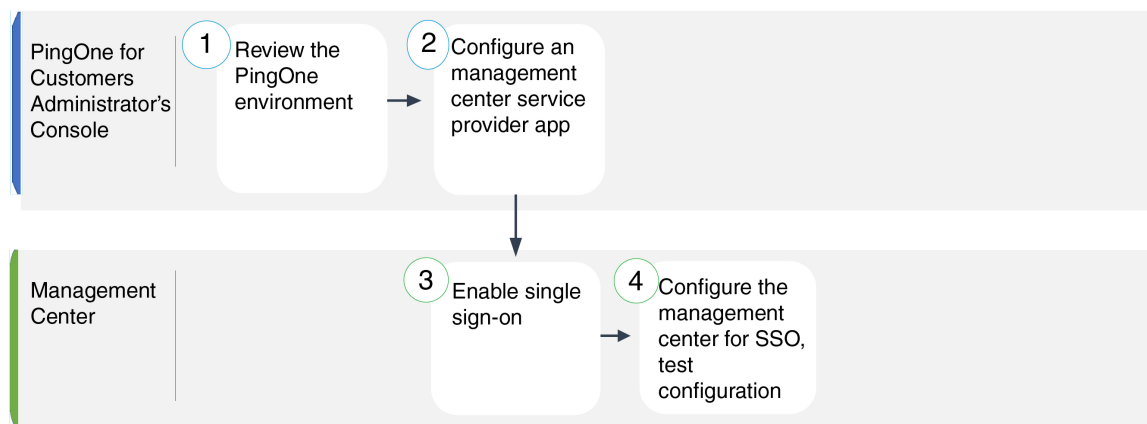 PingOne for
Customers
Administrator's
Console
1
Review the
PingOne
environment
2
Configure an
management
center service
provider app
Management
Center
3
Enable single
sign-on
4
Configure the
management
center for SSO,
test
configuration